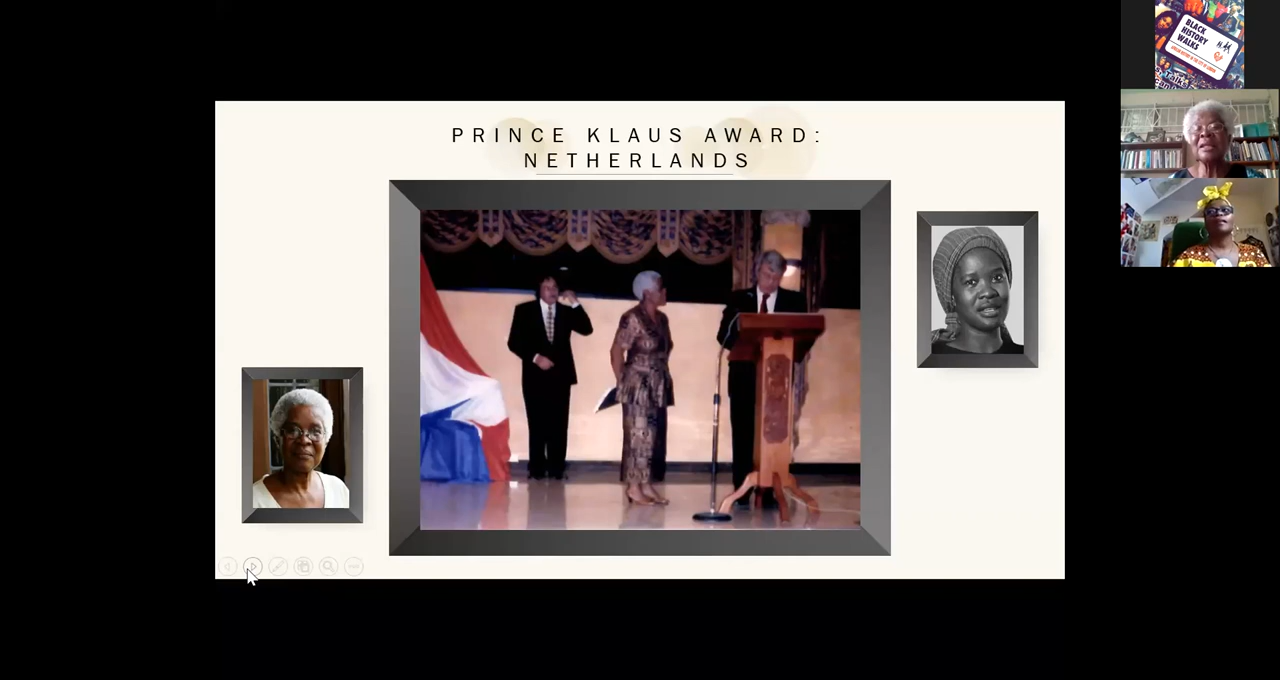 PRINCE KLAUS AWARD:
NETHERLANDS
BLACK
HISTORY
WALKS